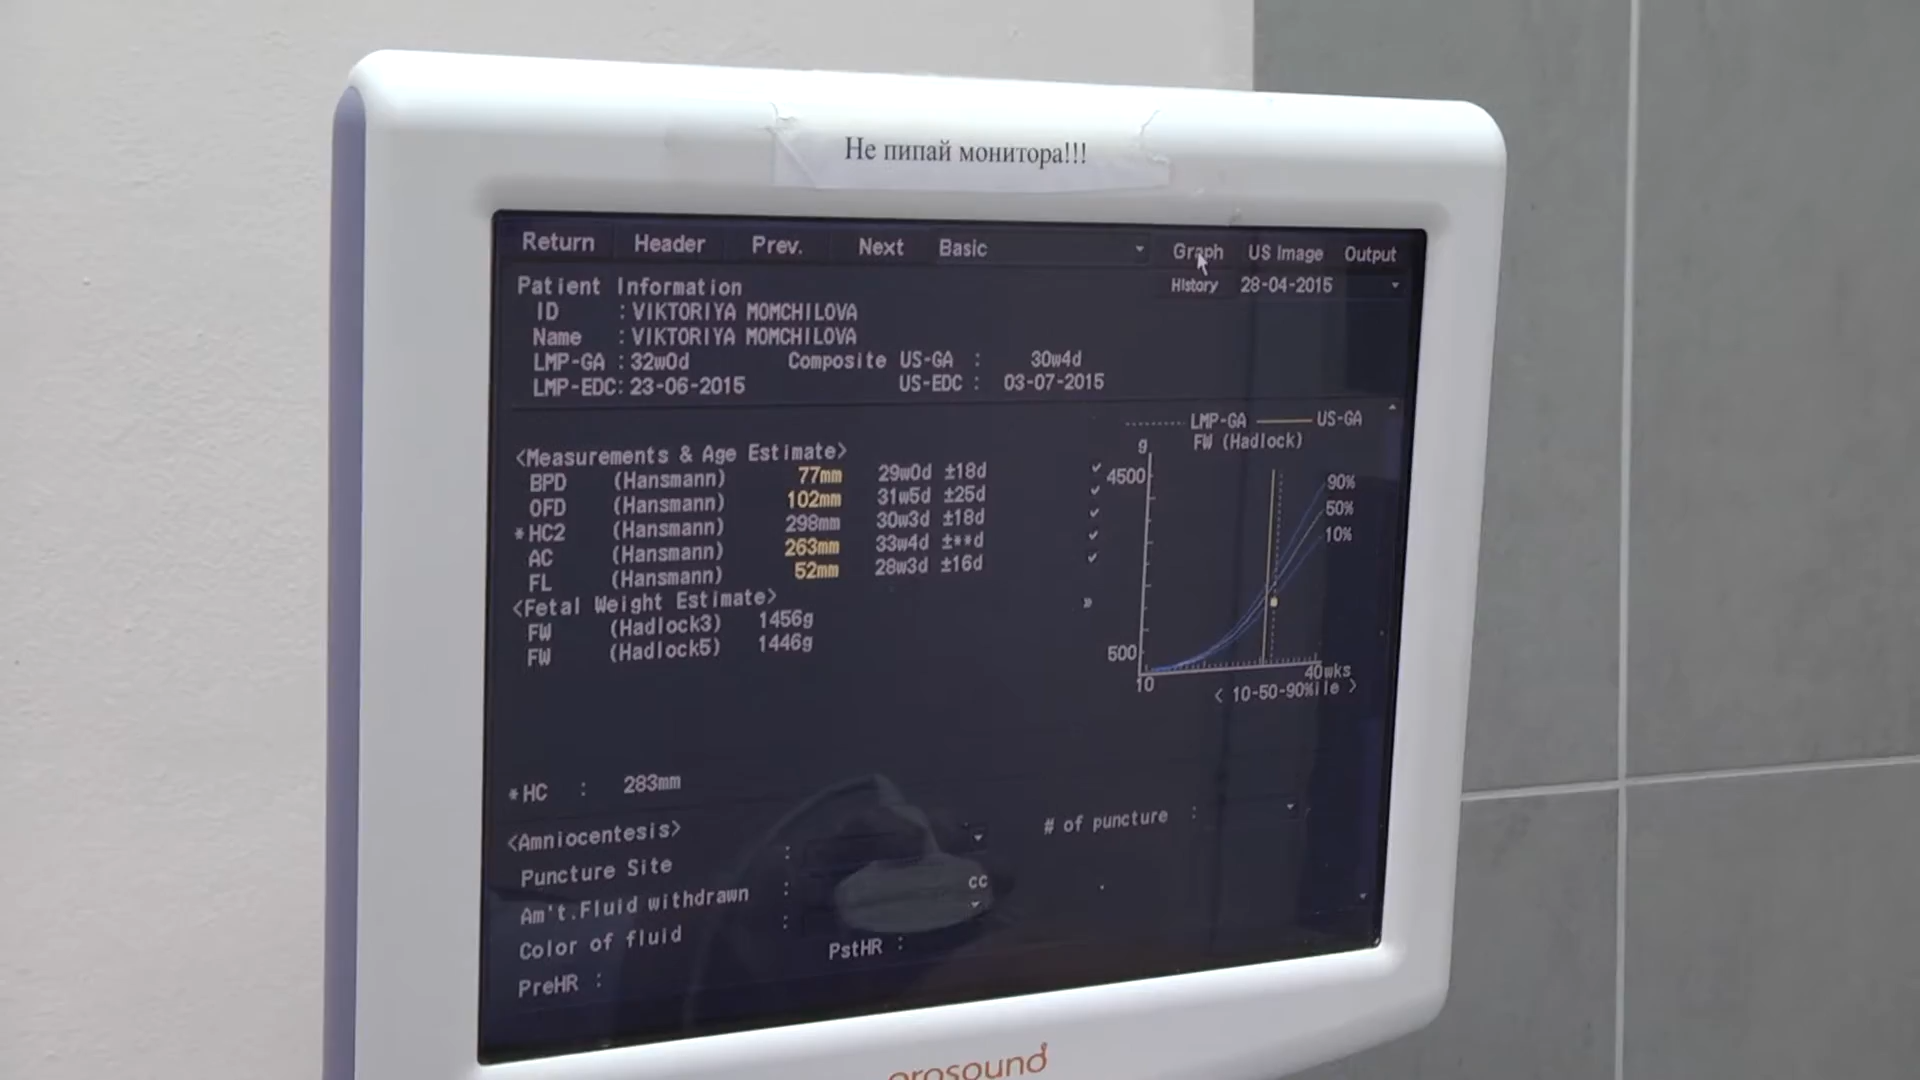 Не пипай монитора!!!
Return Header Prev. Next Basic Graph US Image Output
History 28-04-2015
Patient Information
ID : VIKTORIYA MOMCHILOVA
Name : VIKTORIYA MOMCHILOVA
LMP-GA : 32w0d Composite US-GA : 30w4d
LMP-EDC: 23-06-2015 US-EDC : 03-07-2015
<Measurements & Age Estimate>
BPD (Hansmann) 77mm 29w0d ±18d
OFD (Hansmann) 102mm 31w5d ±25d
*HC2 (Hansmann) 298mm 30w3d ±18d
AC (Hansmann) 263mm 33w4d ±**d
FL (Hansmann) 52mm 28w3d ±16d
<Fetal Weight Estimate> »
FW (Hadlock3) 1456g
FW (Hadlock5) 1446g
LMP-GA US-GA
g FW (Hadlock)
4500
90%
50%
10%
500
10 40wks
< 10-50-90%ile >
*HC : 283mm
<Amniocentesis> # of puncture :
Puncture Site :
Am't.Fluid withdrawn : cc
Color of fluid :
PreHR : PstHR :
prosound